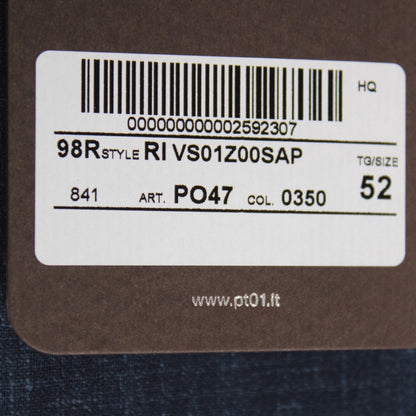 HQ
000000000002592307
98R STYLE RI VS01Z00SAP TG/SIZE
841 ART. PO47 COL. 0350 52
www.pt01.it